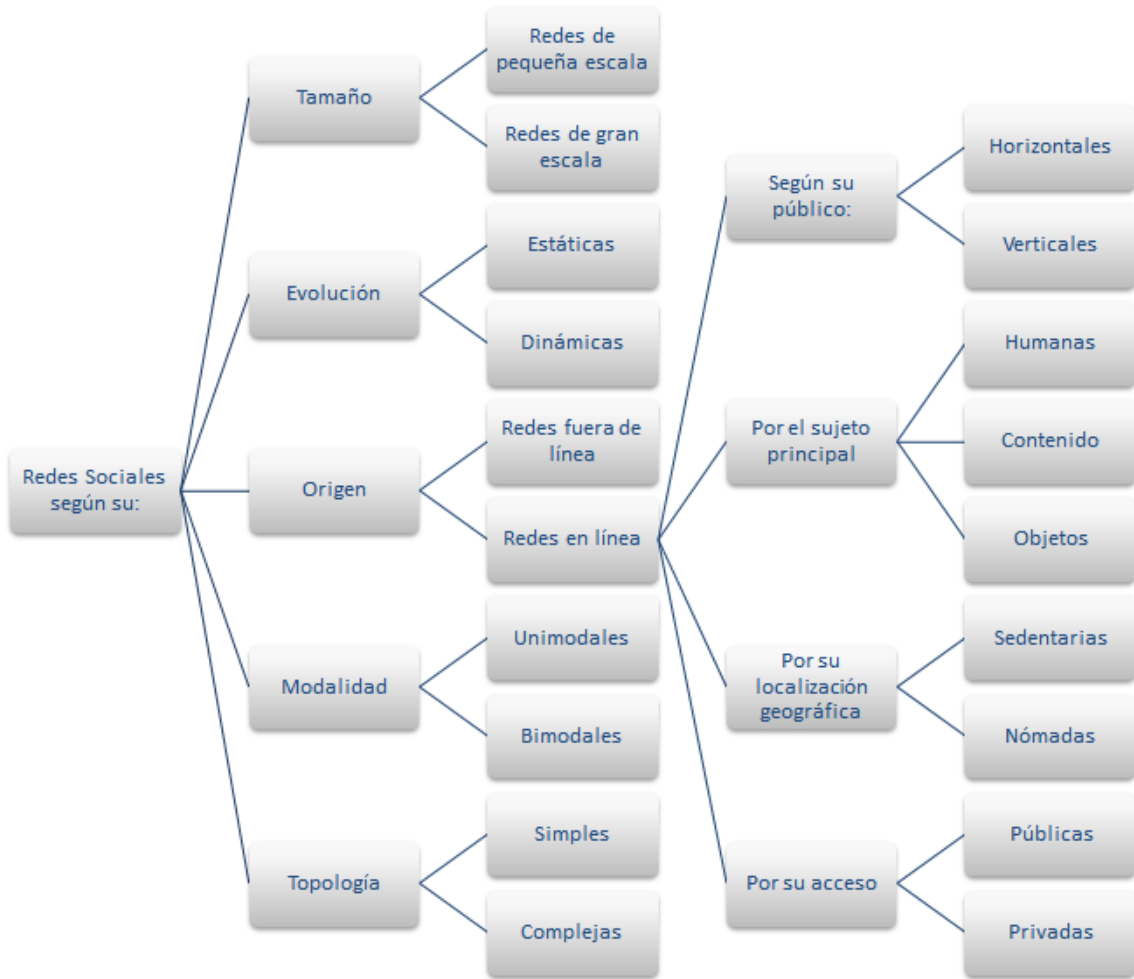 Redes Sociales
según su:
Tamaño
Redes de
pequeña escala
Redes de gran
escala
Evolución
Estáticas
Dinámicas
Origen
Redes fuera de
línea
Redes en línea
Según su
público:
Horizontales
Verticales
Por el sujeto
principal
Humanas
Contenido
Objetos
Por su
localización
geográfica
Sedentarias
Nómadas
Por su acceso
Públicas
Privadas
Modalidad
Unimodales
Bimodales
Topología
Simples
Complejas